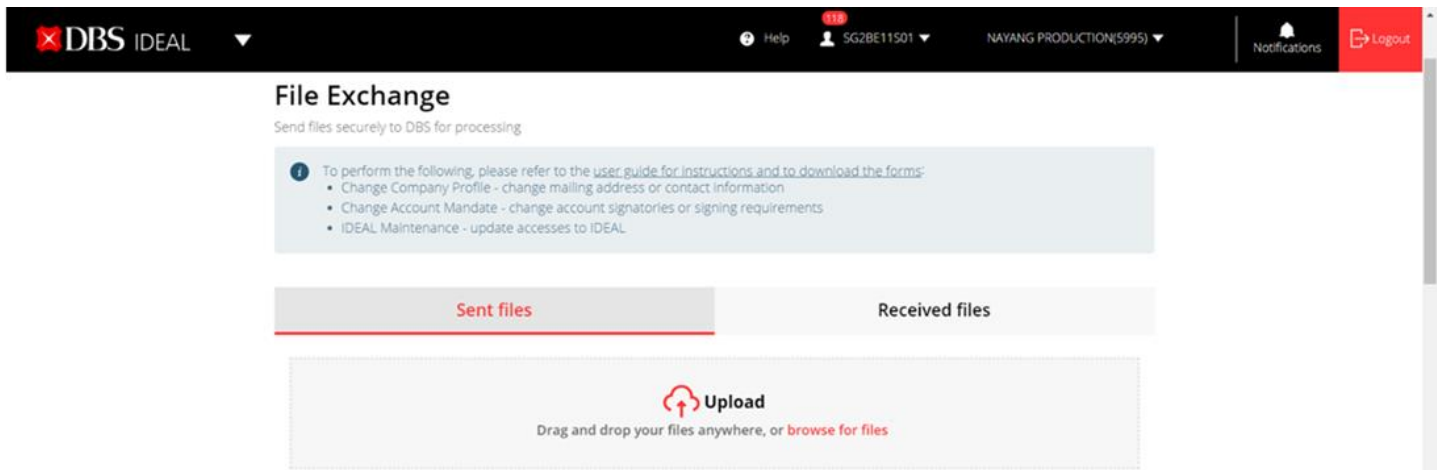 DBS IDEAL
118
Help
SG2BE11S01
NAYANG PRODUCTION(5995)
Notifications
Logout
File Exchange
Send files securely to DBS for processing
To perform the following, please refer to the user guide for instructions and to download the forms:
• Change Company Profile - change mailing address or contact information
• Change Account Mandate - change account signatories or signing requirements
• IDEAL Maintenance - update accesses to IDEAL
Sent files
Received files
Upload
Drag and drop your files anywhere, or browse for files